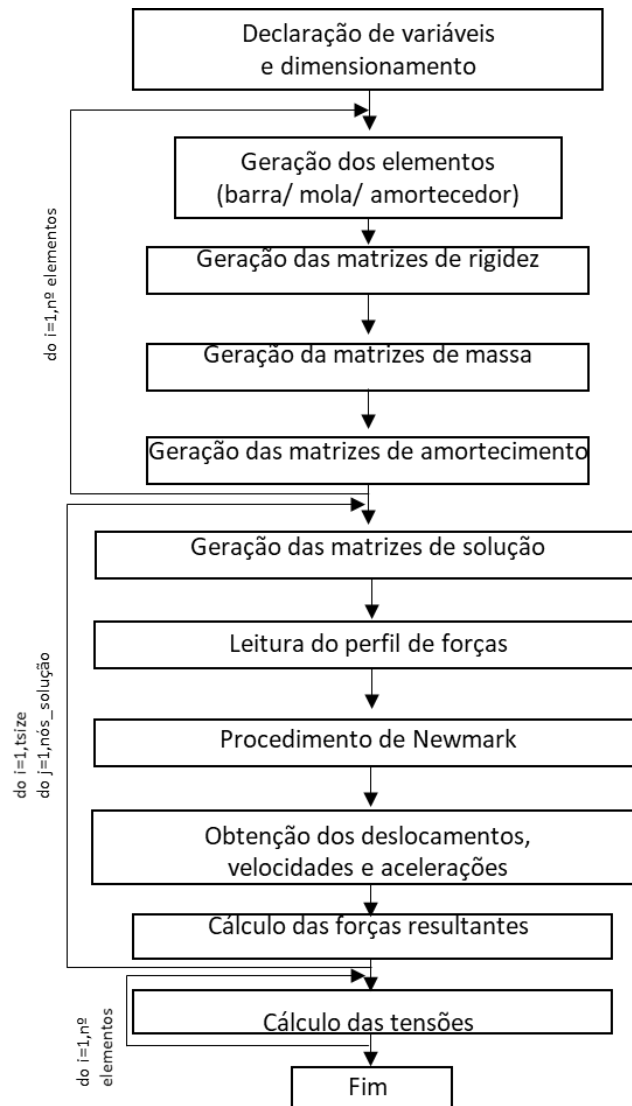 Declaração de variáveis
e dimensionamento
Geração dos elementos
(barra/ mola/ amortecedor)
Geração das matrizes de rigidez
Geração da matrizes de massa
Geração das matrizes de amortecimento
do i=1,nº elementos
Geração das matrizes de solução
Leitura do perfil de forças
Procedimento de Newmark
Obtenção dos deslocamentos,
velocidades e acelerações
Cálculo das forças resultantes
do i=1,tsize
do j=1,nós_solução
Cálculo das tensões
do i=1,nº
elementos
Fim